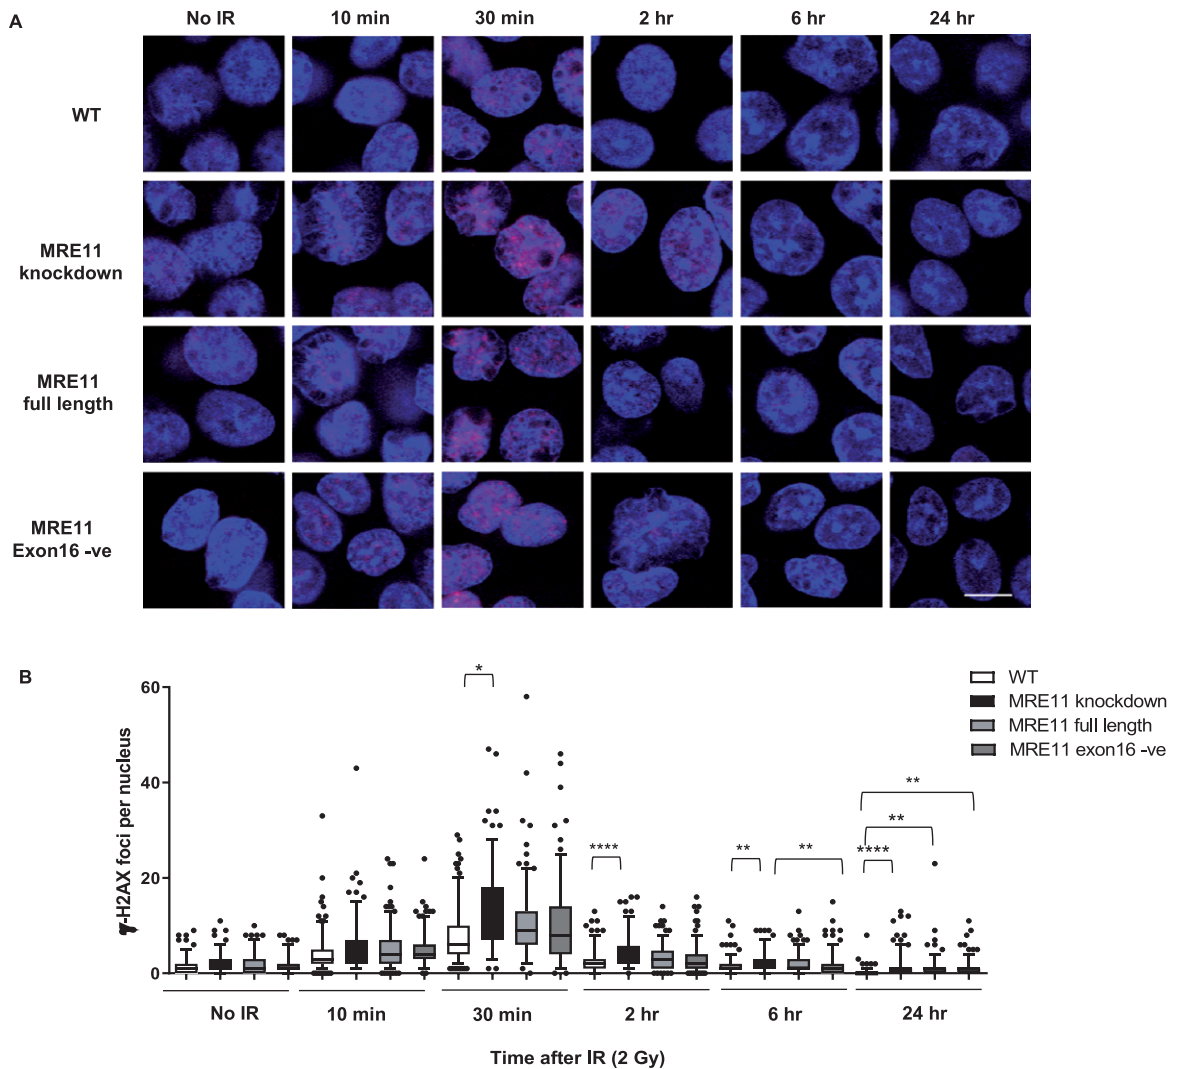 A
No IR 10 min 30 min 2 hr 6 hr 24 hr
WT
MRE11
knockdown
MRE11
full length
MRE11
Exon16 -ve
B
γ-H2AX foci per nucleus
60
40
20
0
*
****
** **
**
**
****
WT
MRE11 knockdown
MRE11 full length
MRE11 exon16 -ve
No IR 10 min 30 min 2 hr 6 hr 24 hr
Time after IR (2 Gy)